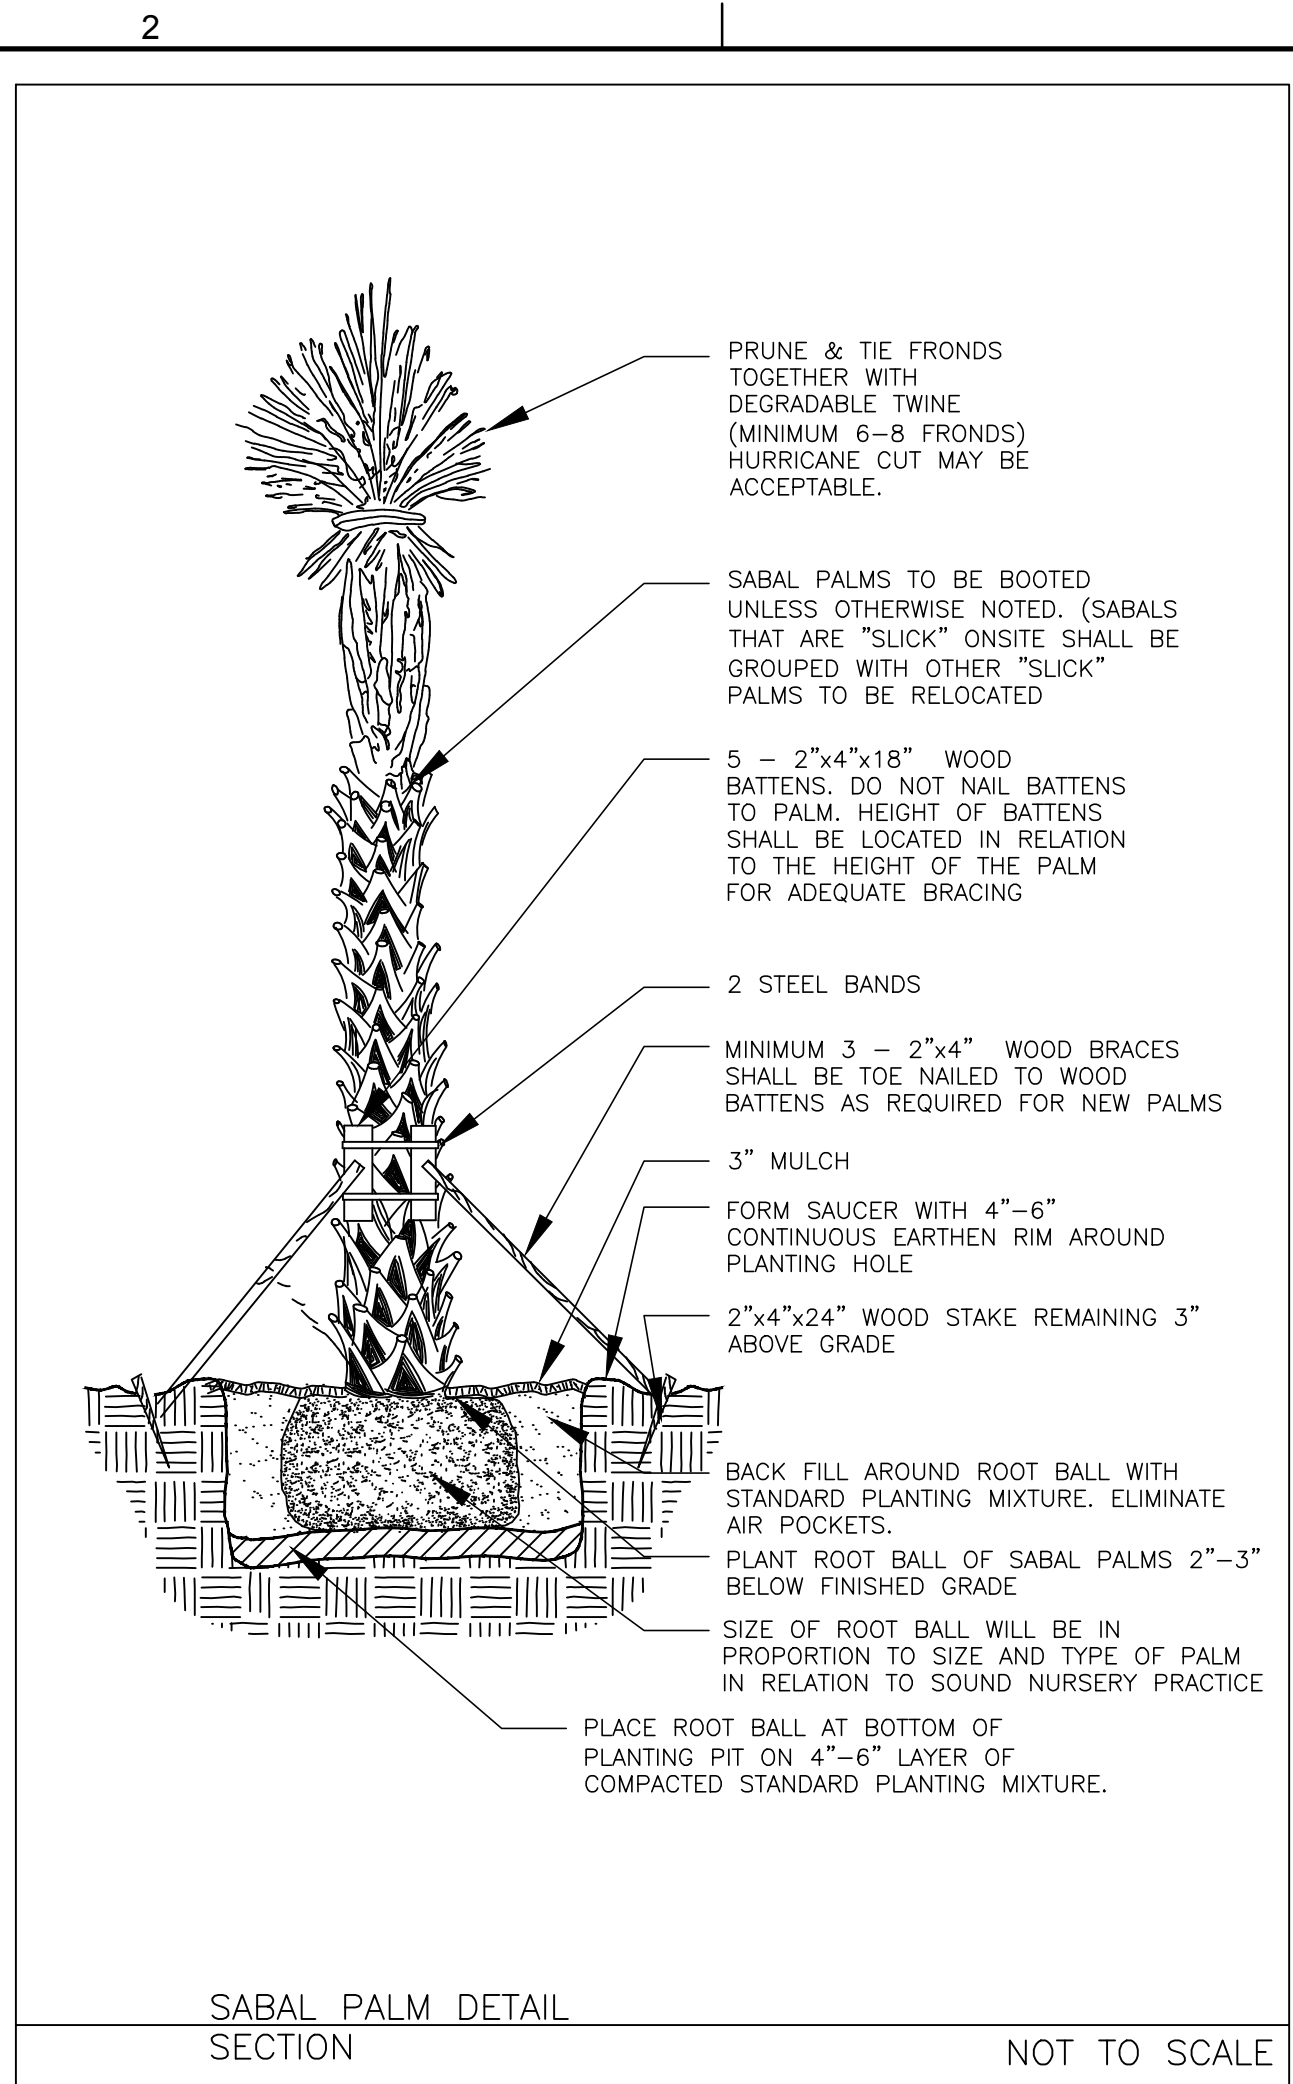 2
PRUNE & TIE FRONDS
TOGETHER WITH
DEGRADABLE TWINE
(MINIMUM 6-8 FRONDS)
HURRICANE CUT MAY BE
ACCEPTABLE.
SABAL PALMS TO BE BOOTED
UNLESS OTHERWISE NOTED. (SABALS
THAT ARE "SLICK" ONSITE SHALL BE
GROUPED WITH OTHER "SLICK"
PALMS TO BE RELOCATED
5 - 2"x4"x18" WOOD
BATTENS. DO NOT NAIL BATTENS
TO PALM. HEIGHT OF BATTENS
SHALL BE LOCATED IN RELATION
TO THE HEIGHT OF THE PALM
FOR ADEQUATE BRACING
2 STEEL BANDS
MINIMUM 3 - 2"x4" WOOD BRACES
SHALL BE TOE NAILED TO WOOD
BATTENS AS REQUIRED FOR NEW PALMS
3" MULCH
FORM SAUCER WITH 4"-6"
CONTINUOUS EARTHEN RIM AROUND
PLANTING HOLE
2"x4"x24" WOOD STAKE REMAINING 3"
ABOVE GRADE
BACK FILL AROUND ROOT BALL WITH
STANDARD PLANTING MIXTURE. ELIMINATE
AIR POCKETS.
PLANT ROOT BALL OF SABAL PALMS 2"-3"
BELOW FINISHED GRADE
SIZE OF ROOT BALL WILL BE IN
PROPORTION TO SIZE AND TYPE OF PALM
IN RELATION TO SOUND NURSERY PRACTICE
PLACE ROOT BALL AT BOTTOM OF
PLANTING PIT ON 4"-6" LAYER OF
COMPACTED STANDARD PLANTING MIXTURE.
SABAL PALM DETAIL
SECTION
NOT TO SCALE